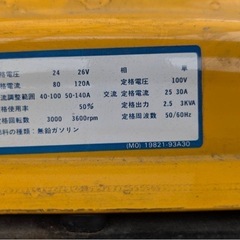 格電圧 24 26V 相 単
格電流 80 120A 定格電圧 100V
流調整範囲 40-100 50-140A 交流 定格電流 25 30A
格使用率 50% 定格出力 2.5 3KVA
格回転数 3000 3600rpm 定格周波数 50/60Hz
料の種類：無鉛ガソリン
(MO) 19821-93A30